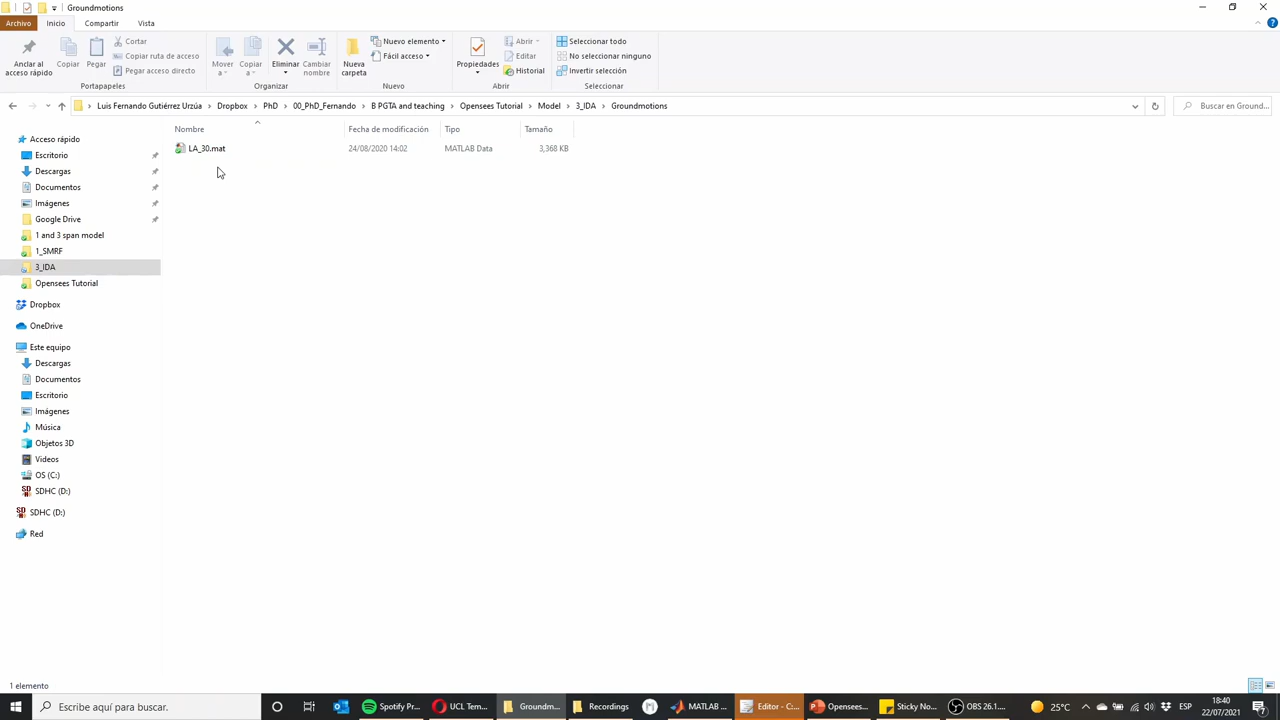 Groundmotions
Archivo Inicio Compartir Vista
Anclar al acceso rápido
Copiar
Pegar
Cortar
Copiar ruta de acceso
Pegar acceso directo
Portapapeles
Mover a
Copiar a
Eliminar
Cambiar nombre
Organizar
Nueva carpeta
Nuevo elemento
Fácil acceso
Nuevo
Propiedades
Abrir
Editar
Historial
Abrir
Seleccionar todo
No seleccionar ninguno
Invertir selección
Seleccionar
Luis Fernando Gutiérrez Urzúa > Dropbox > PhD > 00_PhD_Fernando > B PGTA and teaching > Opensees Tutorial > Model > 3_IDA > Groundmotions
Buscar en Ground...
Nombre Fecha de modificación Tipo Tamaño
LA_30.mat 24/08/2020 14:02 MATLAB Data 3,368 KB
Acceso rápido
Escritorio
Descargas
Documentos
Imágenes
Google Drive
1 and 3 span model
1_SMRF
3_IDA
Opensees Tutorial
Dropbox
OneDrive
Este equipo
Descargas
Documentos
Escritorio
Imágenes
Música
Objetos 3D
Videos
OS (C:)
SDHC (D:)
SDHC (D:)
Red
1 elemento
Escribe aquí para buscar.
Spotify Pr...
UCL Tem...
Groundm...
Recordings
MATLAB ...
Editor - C:...
Opensees...
Sticky No...
OBS 26.1....
25°C
ESP
18:40
22/07/2021